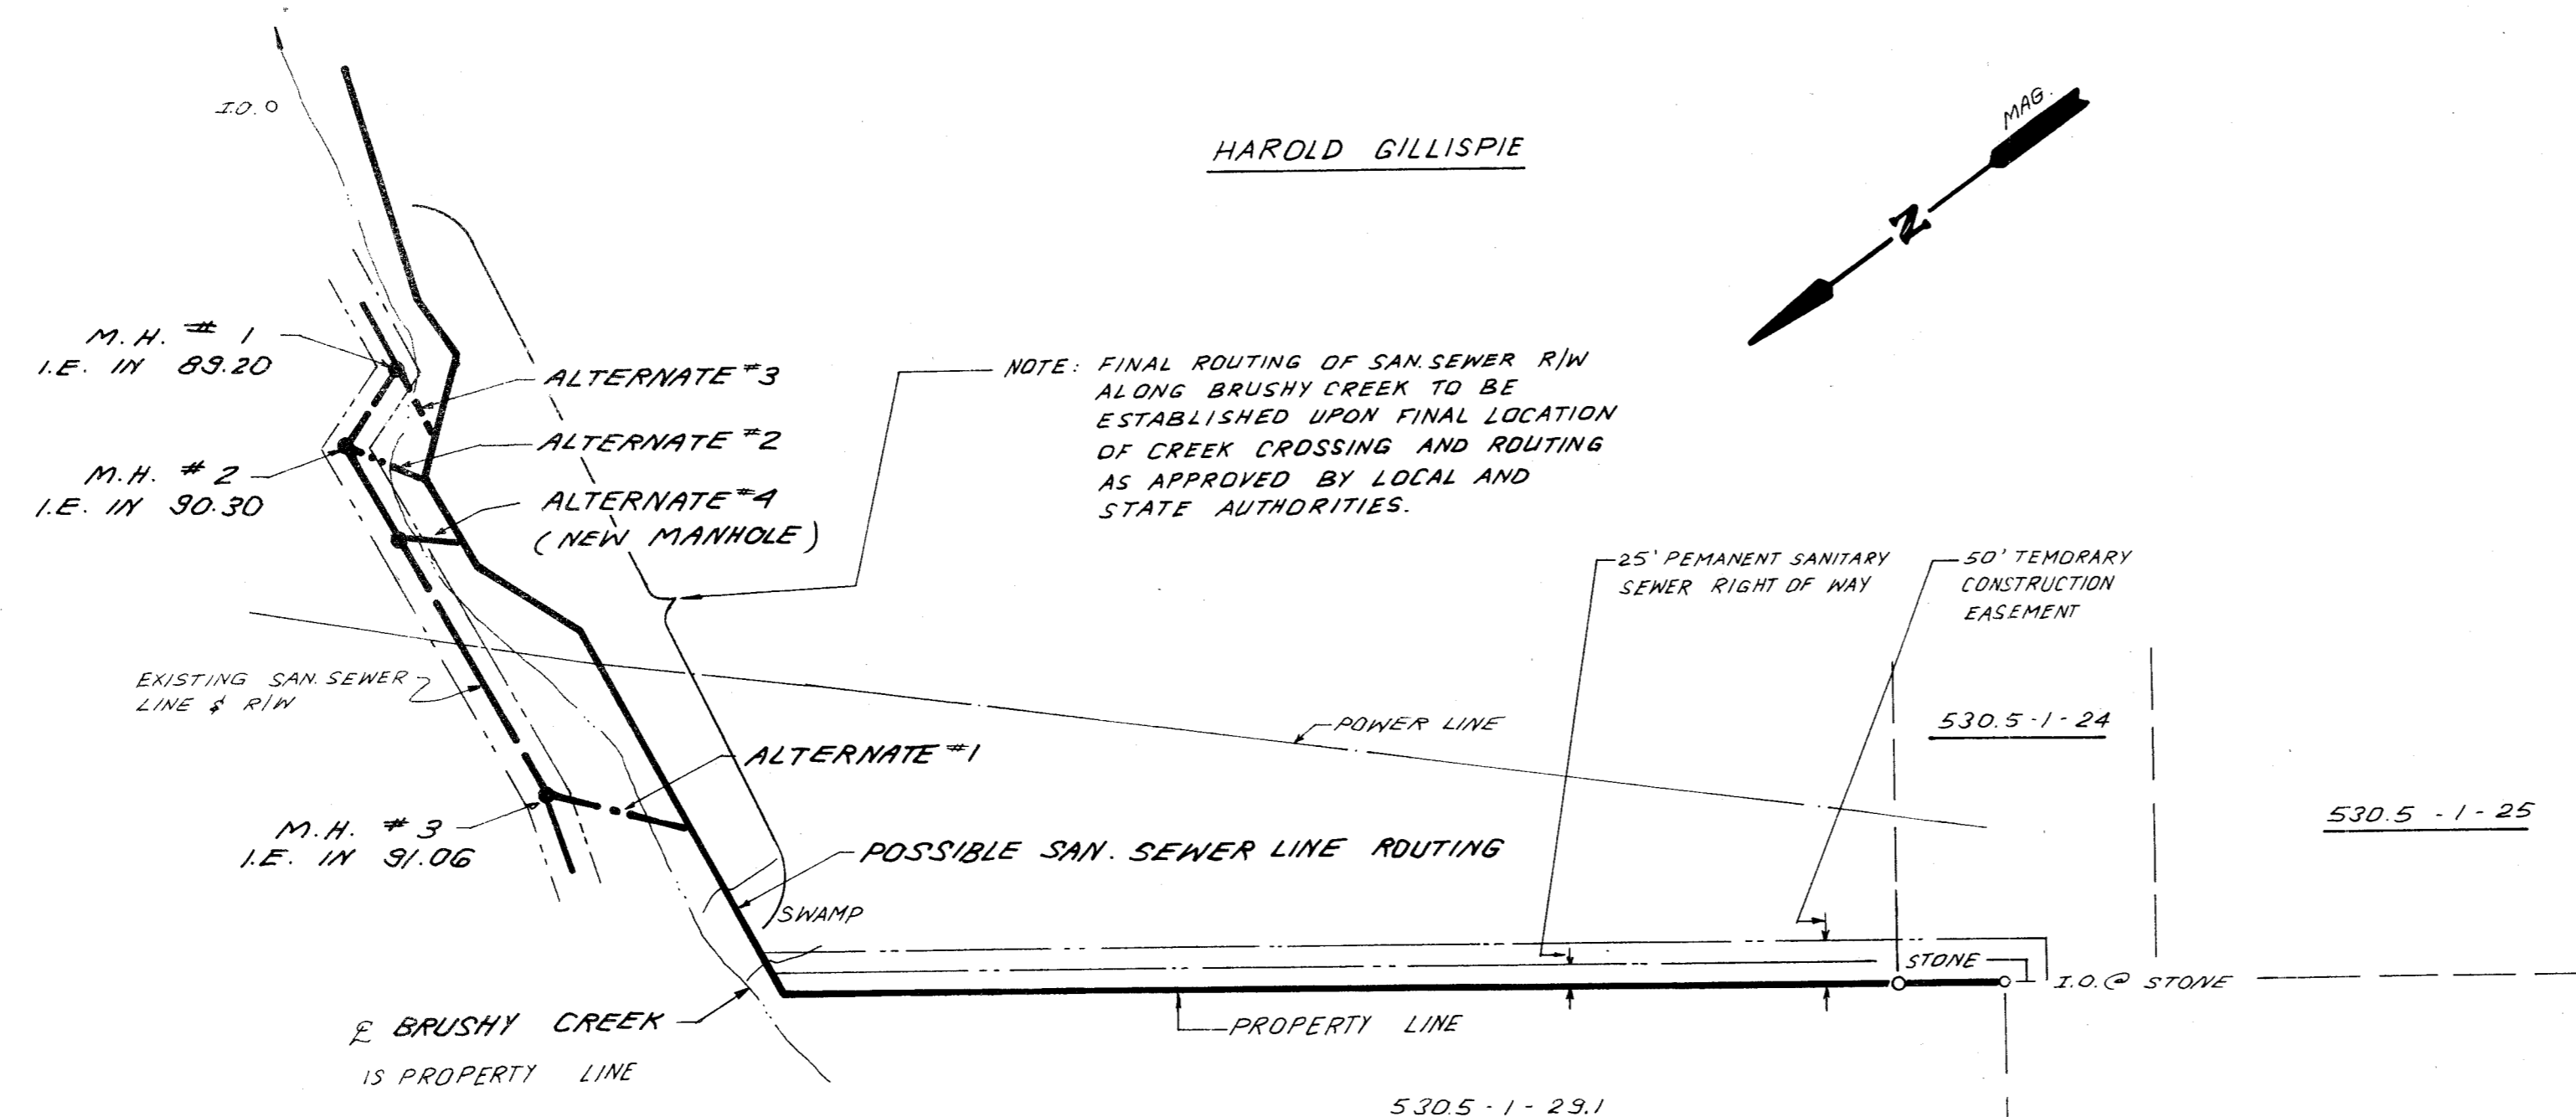 I.O.
HAROLD GILLISPIE
MAG.
N
M.H. # 1
I.E. IN 89.20
ALTERNATE #3
ALTERNATE #2
M.H. # 2
I.E. IN 90.30
ALTERNATE #4
(NEW MANHOLE)
NOTE: FINAL ROUTING OF SAN. SEWER R/W
ALONG BRUSHY CREEK TO BE
ESTABLISHED UPON FINAL LOCATION
OF CREEK CROSSING AND ROUTING
AS APPROVED BY LOCAL AND
STATE AUTHORITIES.
25' PEMANENT SANITARY
SEWER RIGHT OF WAY
50' TEMORARY
CONSTRUCTION
EASEMENT
EXISTING SAN. SEWER
LINE & R/W
POWER LINE
530.5-1-24
ALTERNATE #1
530.5-1-25
M.H. # 3
I.E. IN 91.06
POSSIBLE SAN. SEWER LINE ROUTING
SWAMP
STONE
I.O.@ STONE
℄ BRUSHY CREEK
IS PROPERTY LINE
PROPERTY LINE
530.5-1-29.1